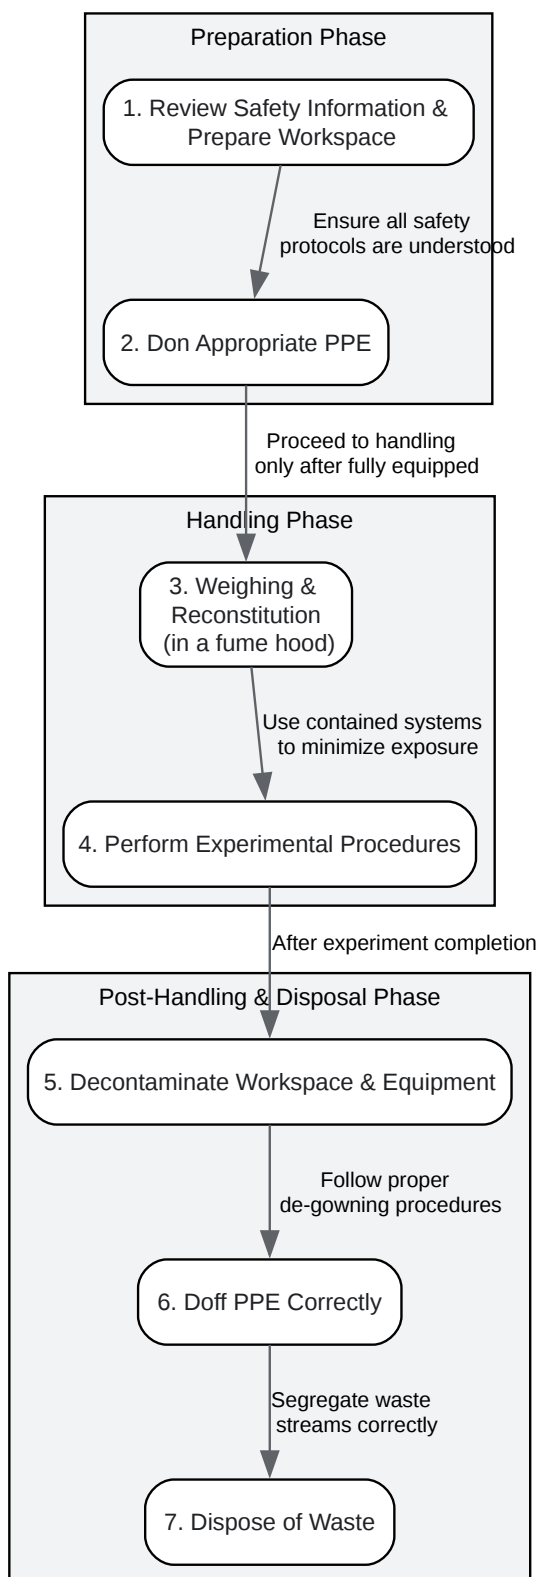 Preparation Phase
1. Review Safety Information &
Prepare Workspace
Ensure all safety
protocols are understood
2. Don Appropriate PPE
Proceed to handling
only after fully equipped
Handling Phase
3. Weighing &
Reconstitution
(in a fume hood)
Use contained systems
to minimize exposure
4. Perform Experimental Procedures
After experiment completion
Post-Handling & Disposal Phase
5. Decontaminate Workspace & Equipment
Follow proper
de-gowning procedures
6. Doff PPE Correctly
Segregate waste
streams correctly
7. Dispose of Waste